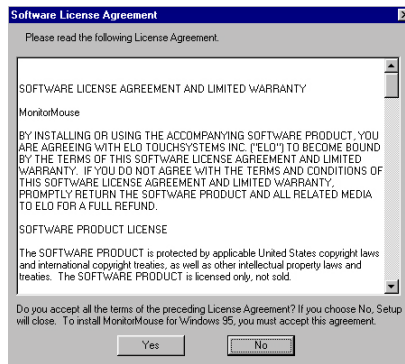 Software License Agreement
Please read the following License Agreement.
SOFTWARE LICENSE AGREEMENT AND LIMITED WARRANTY
MonitorMouse
BY INSTALLING OR USING THE ACCOMPANYING SOFTWARE PRODUCT, YOU
ARE AGREEING WITH ELO TOUCHSYSTEMS INC. ("ELO") TO BECOME BOUND
BY THE TERMS OF THIS SOFTWARE LICENSE AGREEMENT AND LIMITED
WARRANTY. IF YOU DO NOT AGREE WITH THE TERMS AND CONDITIONS OF
THIS SOFTWARE LICENSE AGREEMENT AND LIMITED WARRANTY,
PROMPTLY RETURN THE SOFTWARE PRODUCT AND ALL RELATED MEDIA
TO ELO FOR A FULL REFUND.
SOFTWARE PRODUCT LICENSE
The SOFTWARE PRODUCT is protected by applicable United States copyright laws
and international copyright treaties, as well as other intellectual property laws and
treaties. The SOFTWARE PRODUCT is licensed only, not sold.
Do you accept all the terms of the preceding License Agreement? If you choose No, Setup
will close. To install MonitorMouse for Windows 95, you must accept this agreement.
Yes
No